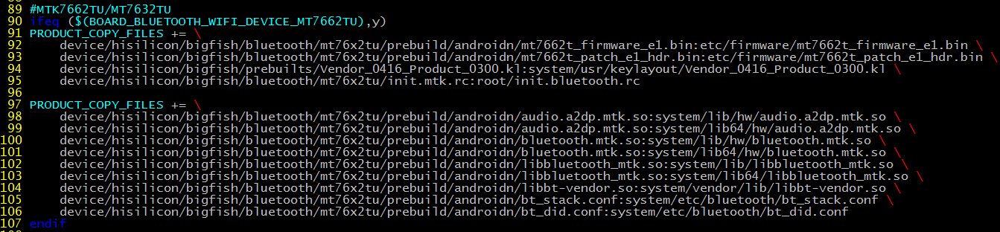 89 #MTK7662TU/MT7632TU
90 ifeq ($(BOARD_BLUETOOTH_WIFI_DEVICE_MT7662TU),y)
91 PRODUCT_COPY_FILES += \
92     device/hisilicon/bigfish/bluetooth/mt76x2tu/prebuild/androidn/mt7662t_firmware_e1.bin:etc/firmware/mt7662t_firmware_e1.bin \
93     device/hisilicon/bigfish/bluetooth/mt76x2tu/prebuild/androidn/mt7662t_patch_e1_hdr.bin:etc/firmware/mt7662t_patch_e1_hdr.bin \
94     device/hisilicon/bigfish/prebuilts/Vendor_0416_Product_0300.kl:system/usr/keylayout/Vendor_0416_Product_0300.kl \
95     device/hisilicon/bigfish/bluetooth/mt76x2tu/init.mtk.rc:root/init.bluetooth.rc
96
97 PRODUCT_COPY_FILES += \
98     device/hisilicon/bigfish/bluetooth/mt76x2tu/prebuild/androidn/audio.a2dp.mtk.so:system/lib/hw/audio.a2dp.mtk.so \
99     device/hisilicon/bigfish/bluetooth/mt76x2tu/prebuild/androidn/audio.a2dp.mtk.so:system/lib64/hw/audio.a2dp.mtk.so \
100     device/hisilicon/bigfish/bluetooth/mt76x2tu/prebuild/androidn/bluetooth.mtk.so:system/lib/hw/bluetooth.mtk.so \
101     device/hisilicon/bigfish/bluetooth/mt76x2tu/prebuild/androidn/bluetooth.mtk.so:system/lib64/hw/bluetooth.mtk.so \
102     device/hisilicon/bigfish/bluetooth/mt76x2tu/prebuild/androidn/libbluetooth_mtk.so:system/lib/libbluetooth_mtk.so \
103     device/hisilicon/bigfish/bluetooth/mt76x2tu/prebuild/androidn/libbluetooth_mtk.so:system/lib64/libbluetooth_mtk.so \
104     device/hisilicon/bigfish/bluetooth/mt76x2tu/prebuild/androidn/libbt-vendor.so:system/vendor/lib/libbt-vendor.so \
105     device/hisilicon/bigfish/bluetooth/mt76x2tu/prebuild/androidn/bt_stack.conf:system/etc/bluetooth/bt_stack.conf \
106     device/hisilicon/bigfish/bluetooth/mt76x2tu/prebuild/androidn/bt_did.conf:system/etc/bluetooth/bt_did.conf
107 endif